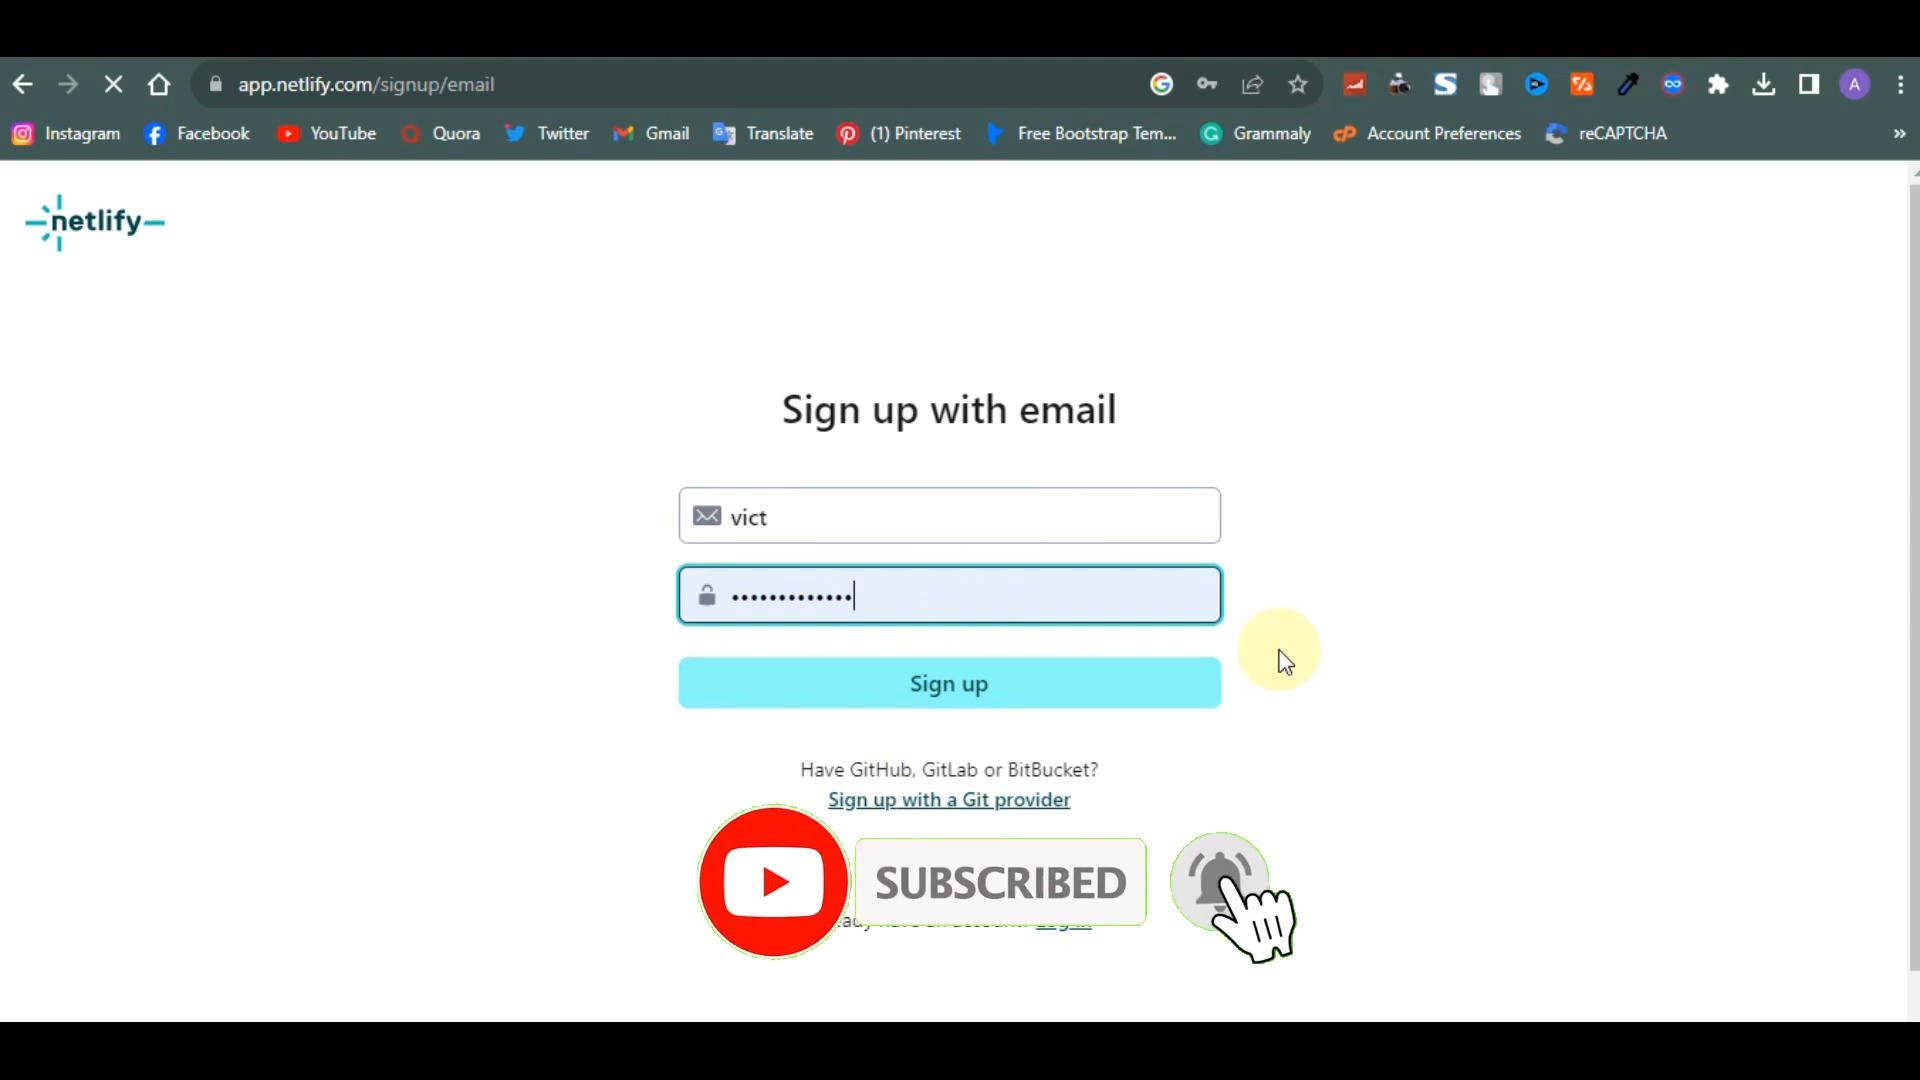 app.netlify.com/signup/email
A
Instagram Facebook YouTube Quora Twitter Gmail Translate (1) Pinterest Free Bootstrap Tem... Grammaly Account Preferences reCAPTCHA »
netlify
Sign up with email
vict
•••••••••••••
Sign up
Have GitHub, GitLab or BitBucket?
Sign up with a Git provider
SUBSCRIBED